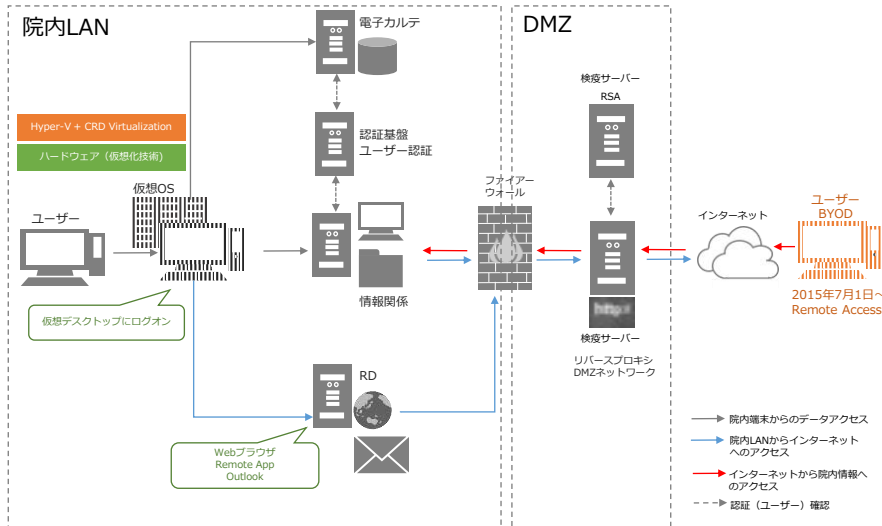 院内LAN
DMZ
電子カルテ
検疫サーバー
RSA
Hyper-V + CRD Virtualization
ハードウェア（仮想化技術)
認証基盤
ユーザー認証
仮想OS
ユーザー
ファイアー
ウォール
インターネット
ユーザー
BYOD
情報関係
2015年7月1日～
Remote Access
仮想デスクトップにログオン
http:
検疫サーバー
リバースプロキシ
DMZネットワーク
RD
Webブラウザ
Remote App
Outlook
院内端末からのデータアクセス
院内LANからインターネット
へのアクセス
インターネットから院内情報へ
のアクセス
認証（ユーザー）確認